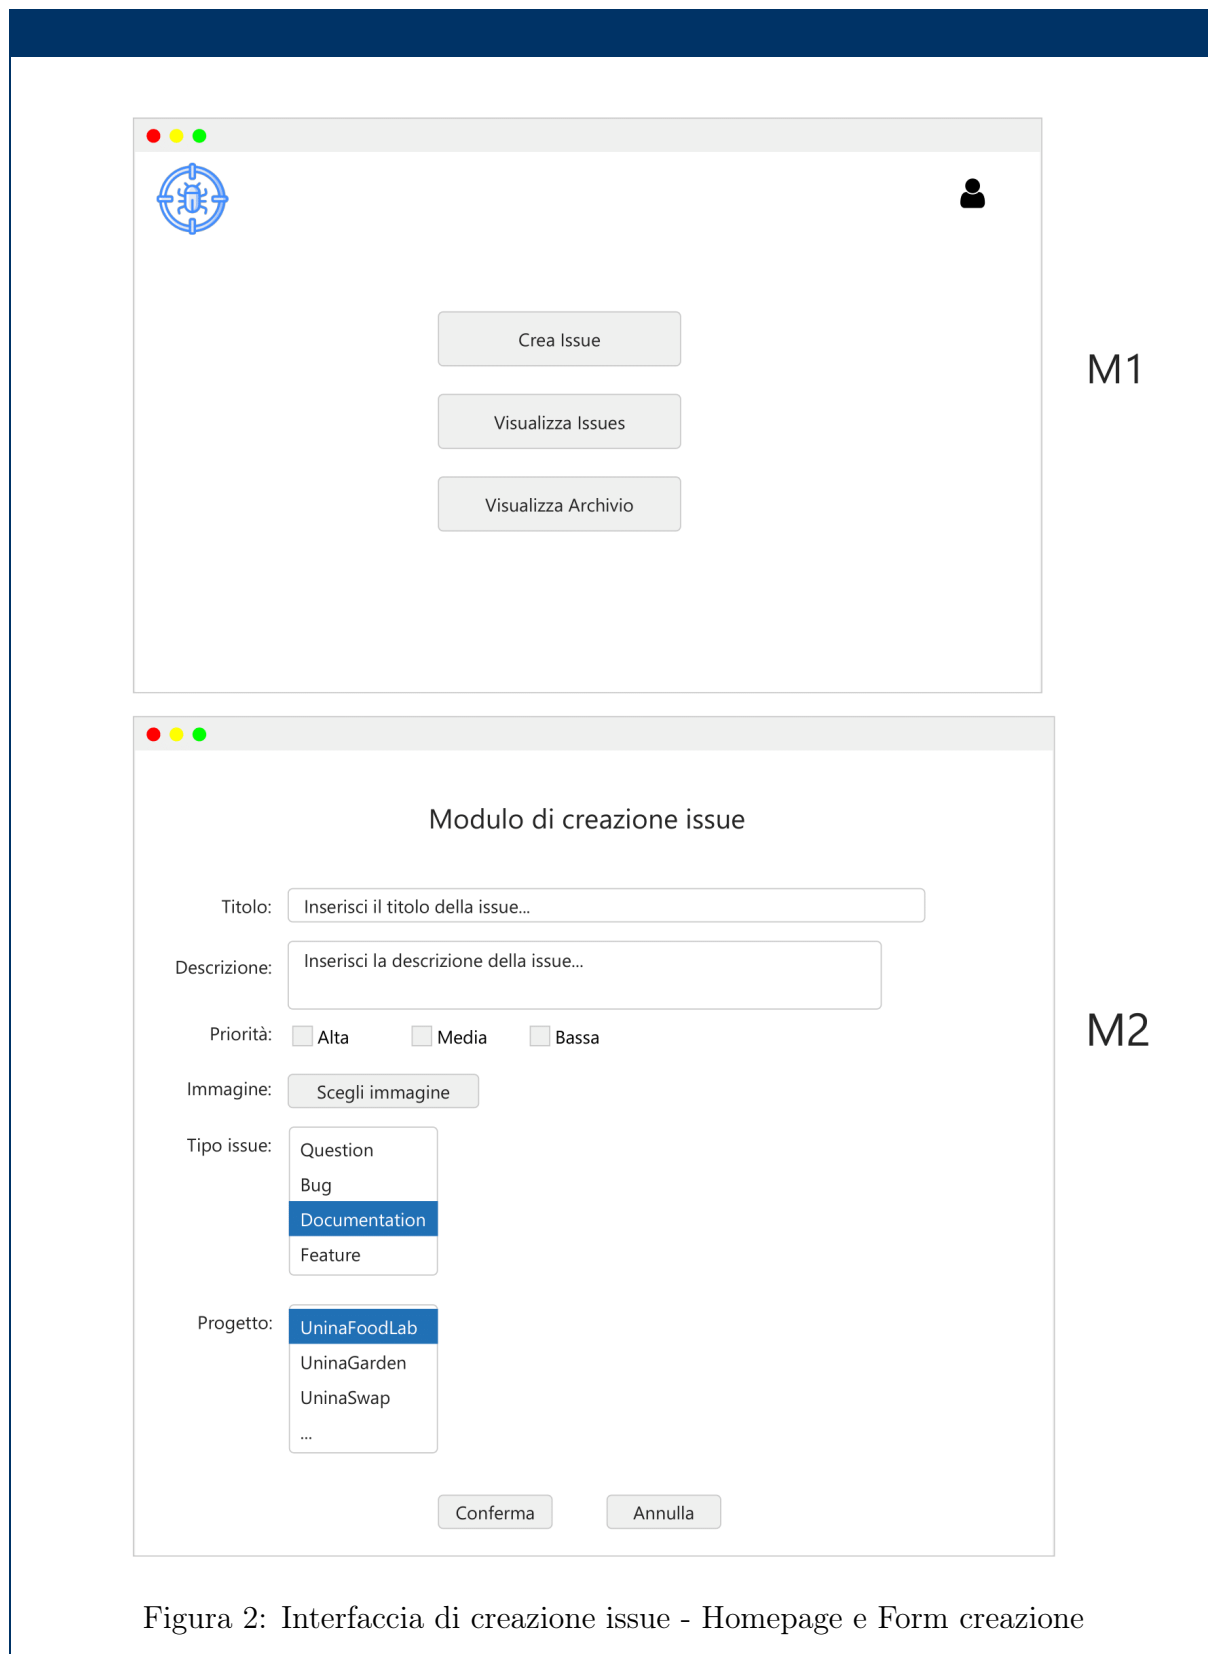 Crea Issue
Visualizza Issues
Visualizza Archivio
M1
Modulo di creazione issue
Titolo: Inserisci il titolo della issue...
Descrizione: Inserisci la descrizione della issue...
Priorità: Alta Media Bassa
Immagine: Scegli immagine
Tipo issue: Question
Bug
Documentation
Feature
Progetto: UninaFoodLab
UninaGarden
UninaSwap
...
Conferma Annulla
M2
Figura 2: Interfaccia di creazione issue - Homepage e Form creazione